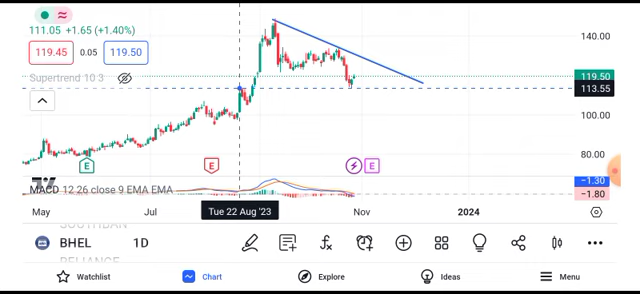 111.05 +1.65 (+1.40%)
119.45 0.05 119.50
Supertrend 10 3
140.00
119.50
113.55
100.00
80.00
E E E
MACD 12 26 close 9 EMA EMA
−1.30
−1.80
May Jul Tue 22 Aug '23 Nov 2024
BHEL 1D
RELIANCE
Watchlist Chart Explore Ideas Menu